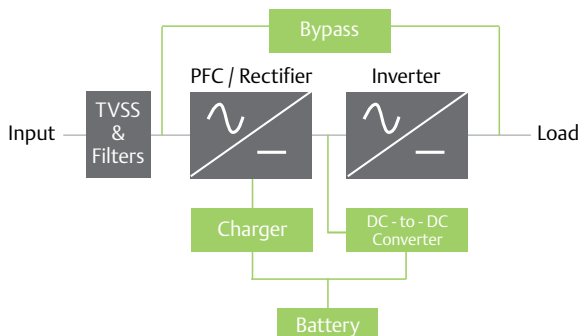 Bypass
PFC / Rectifier
Inverter
Input
TVSS
&
Filters
Load
Charger
DC - to - DC
Converter
Battery